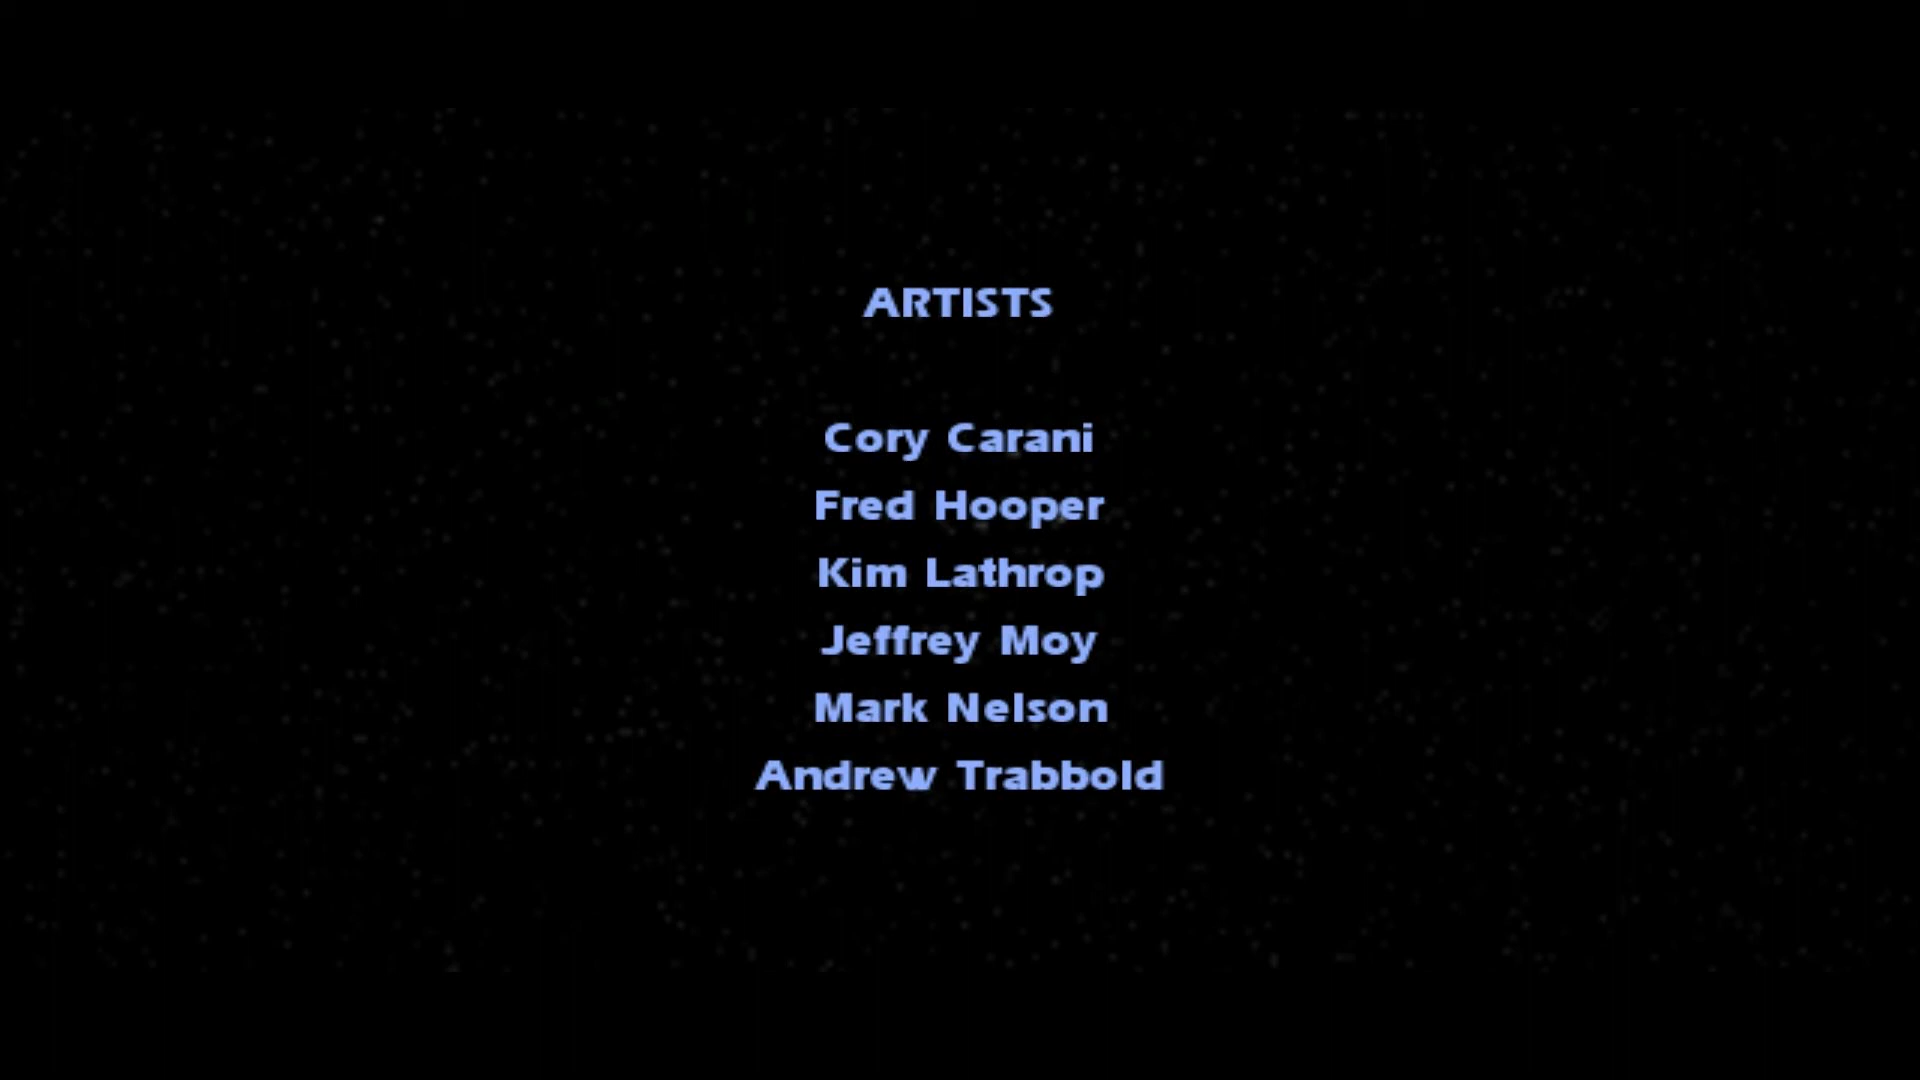 ARTISTS
Cory Carani
Fred Hooper
Kim Lathrop
Jeffrey Moy
Mark Nelson
Andrew Trabbold